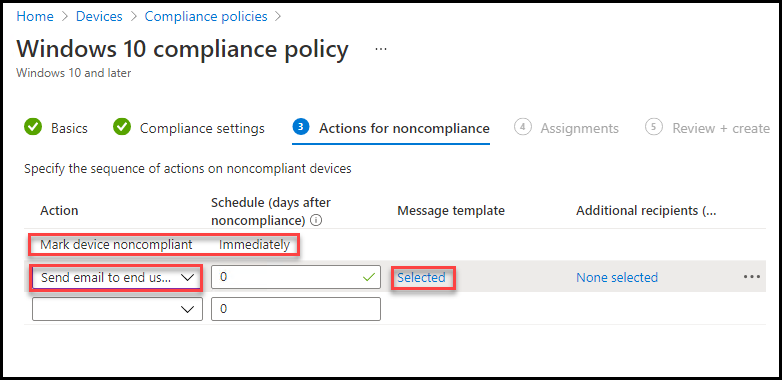 Home > Devices > Compliance policies >
Windows 10 compliance policy ...
Windows 10 and later
Basics Compliance settings 3 Actions for noncompliance 4 Assignments 5 Review + create
Specify the sequence of actions on noncompliant devices
Action Schedule (days after noncompliance) Message template Additional recipients (...
Mark device noncompliant Immediately
Send email to end us... 0 Selected None selected ...
0